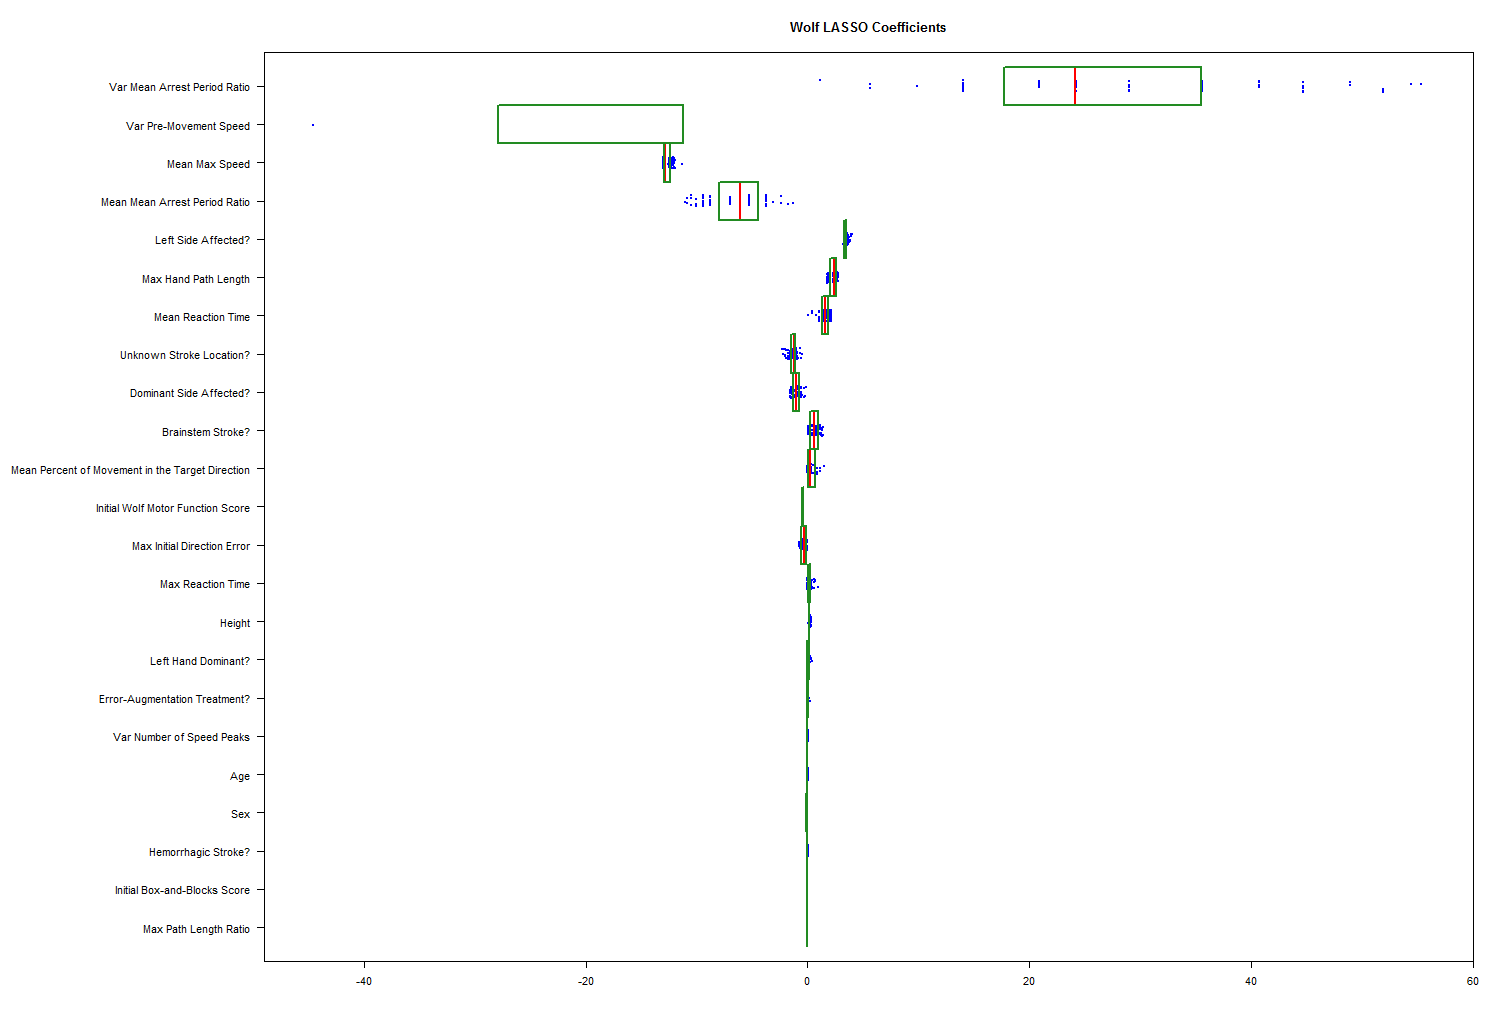 Wolf LASSO Coefficients
Var Mean Arrest Period Ratio
Var Pre-Movement Speed
Mean Max Speed
Mean Mean Arrest Period Ratio
Left Side Affected?
Max Hand Path Length
Mean Reaction Time
Unknown Stroke Location?
Dominant Side Affected?
Brainstem Stroke?
Mean Percent of Movement in the Target Direction
Initial Wolf Motor Function Score
Max Initial Direction Error
Max Reaction Time
Height
Left Hand Dominant?
Error-Augmentation Treatment?
Var Number of Speed Peaks
Age
Sex
Hemorrhagic Stroke?
Initial Box-and-Blocks Score
Max Path Length Ratio
-40 -20 0 20 40 60